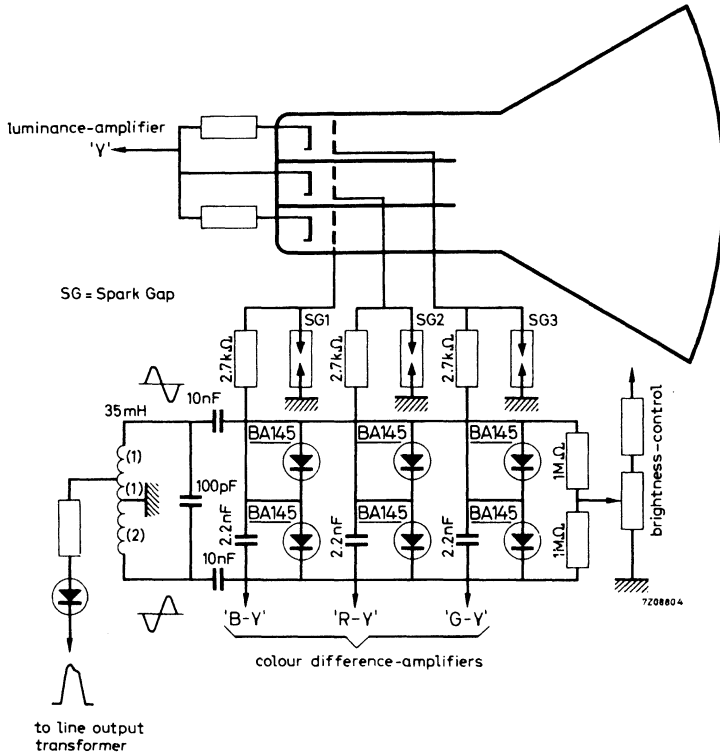 luminance-amplifier
'Y'
SG = Spark Gap
SG1
SG2
SG3
2.7kΩ
2.7kΩ
2.7kΩ
10nF
35mH
BA145
BA145
BA145
1MΩ
brightness-control
(1)
(1)
100pF
(2)
BA145
BA145
BA145
2.2nF
2.2nF
2.2nF
1MΩ
10nF
7Z08804
'B-Y'
'R-Y'
'G-Y'
colour difference-amplifiers
to line output
transformer